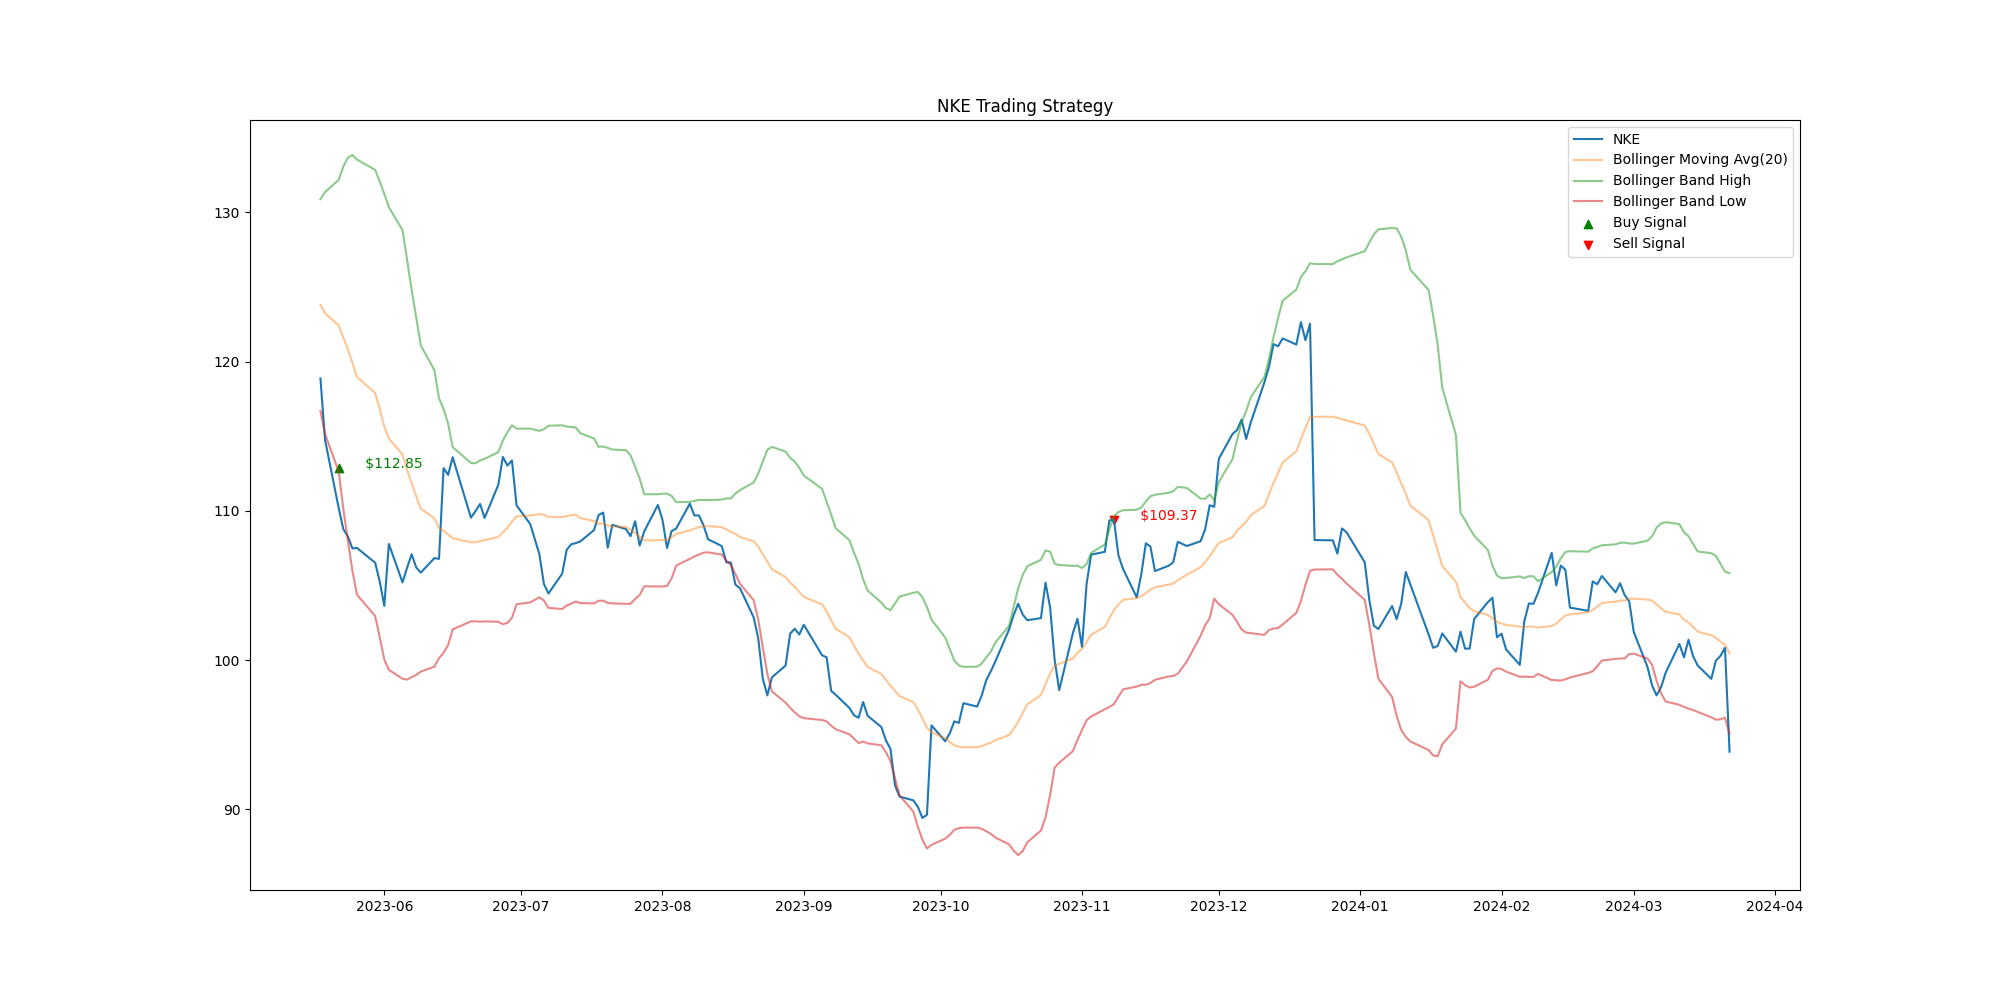 NKE Trading Strategy
NKE
Bollinger Moving Avg(20)
Bollinger Band High
Bollinger Band Low
Buy Signal
Sell Signal
130
120
110
100
90
$112.85
$109.37
2023-06
2023-07
2023-08
2023-09
2023-10
2023-11
2023-12
2024-01
2024-02
2024-03
2024-04